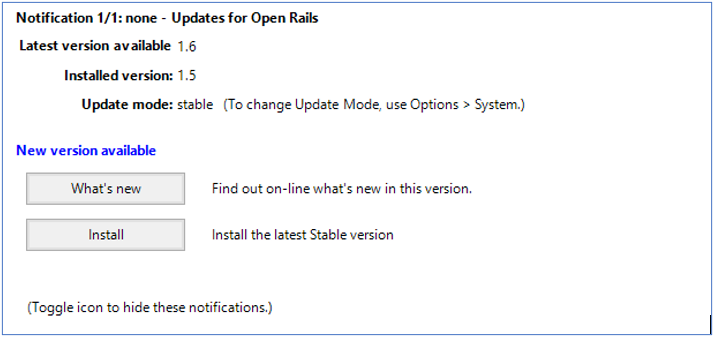 Notification 1/1: none - Updates for Open Rails
Latest version available 1.6
Installed version: 1.5
Update mode: stable (To change Update Mode, use Options > System.)
New version available
What's new Find out on-line what's new in this version.
Install Install the latest Stable version
(Toggle icon to hide these notifications.)